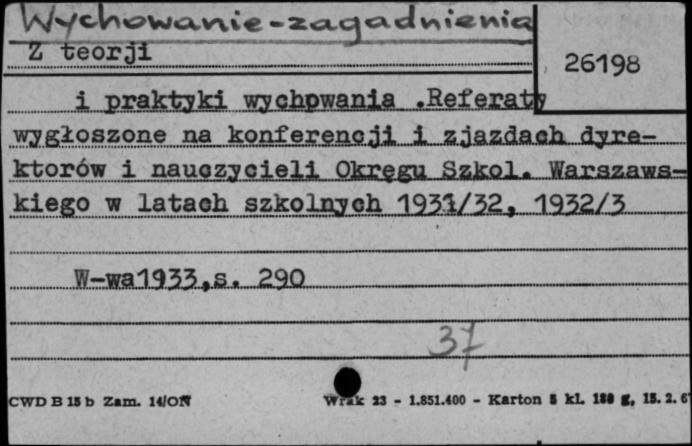 Wychowanie-zagadnienia
Z teorji
26198
i praktyki wychowania .Referaty
wygłoszone na konferencji i zjazdach dyre-
ktorów i nauczycieli Okręgu Szkol. Warszaws-
kiego w latach szkolnych 1931/32, 1932/3
W-wa1933,s. 290
37
CWD B 15 b Zam. 14/ON
Wrak 23 - 1.851.400 - Karton 5 kl. 180 g, 15. 2. 6